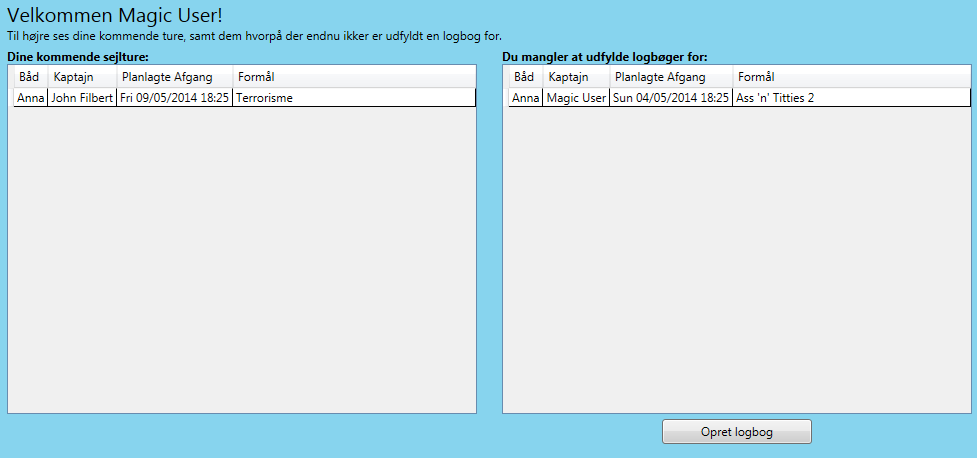 Velkommen Magic User!
Til højre ses dine kommende ture, samt dem hvorpå der endnu ikker er udfyldt en logbog for.
Dine kommende sejlture:
Båd Kaptajn Planlagte Afgang Formål
Anna John Filbert Fri 09/05/2014 18:25 Terrorisme
Du mangler at udfylde logbøger for:
Båd Kaptajn Planlagte Afgang Formål
Anna Magic User Sun 04/05/2014 18:25 Ass 'n' Titties 2
Opret logbog